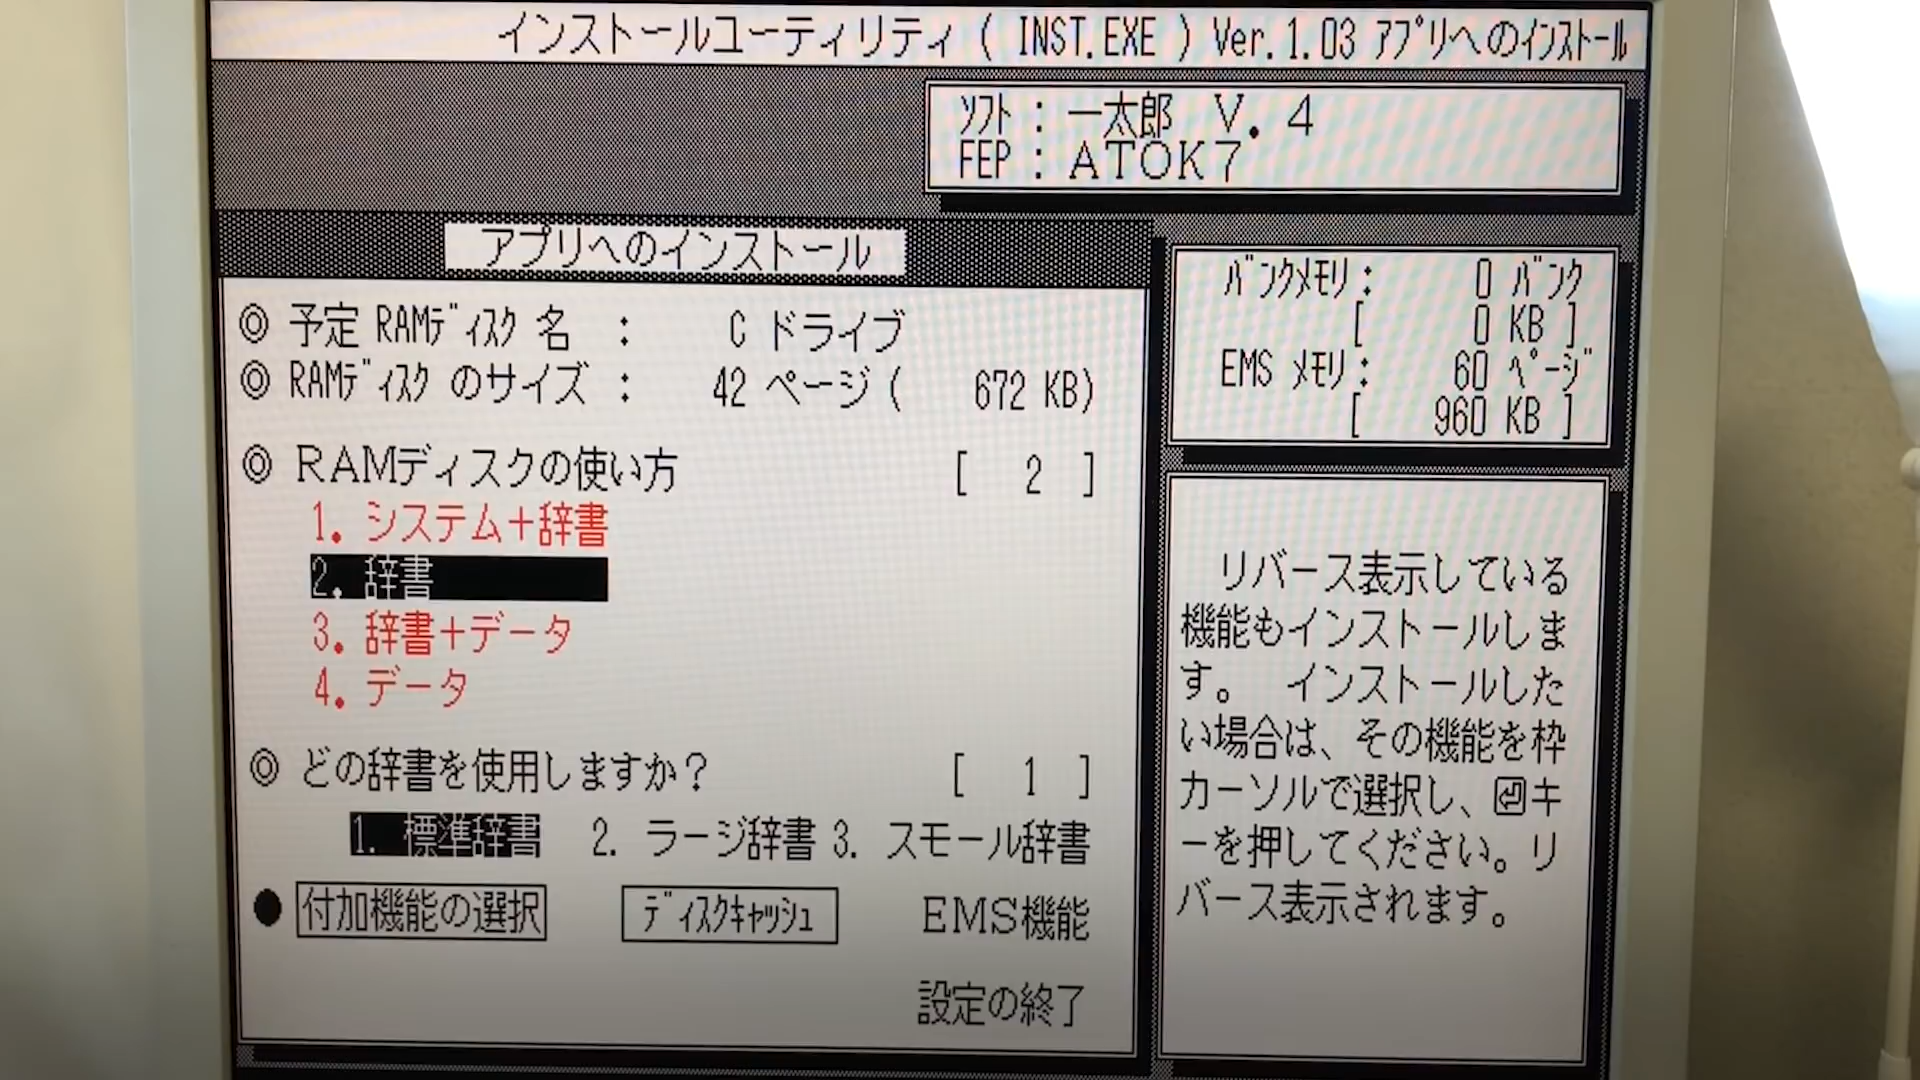 インストールユーティリティ ( INST.EXE ) Ver.1.03 ｱﾌﾟﾘへのｲﾝｽﾄｰﾙ
ｿﾌﾄ : 一太郎 V.4
FEP : ATOK7
アプリへのインストール
◎ 予定 RAMﾃﾞｨｽｸ 名 : C ドライブ
◎ RAMﾃﾞｨｽｸ のサイズ : 42 ページ ( 672 KB)
◎ RAMディスクの使い方 [ 2 ]
1. システム＋辞書
2. 辞書
3. 辞書＋データ
4. データ
◎ どの辞書を使用しますか？ [ 1 ]
1. 標準辞書 2. ラージ辞書 3. スモール辞書
● 付加機能の選択 ﾃﾞｨｽｸｷｬｯｼｭ EMS機能
設定の終了
ﾊﾞﾝｸﾒﾓﾘ : 0 ﾊﾞﾝｸ
[ 0 KB ]
EMS ﾒﾓﾘ : 60 ﾍﾟｰｼﾞ
[ 960 KB ]
リバース表示している
機能もインストールしま
す。 インストールした
い場合は、その機能を枠
カーソルで選択し、⏎キ
ーを押してください。リ
バース表示されます。